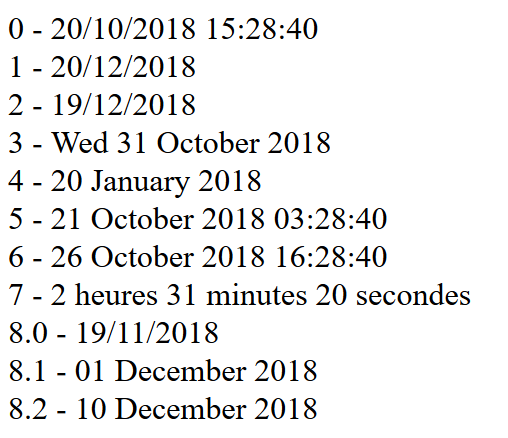 0 - 20/10/2018 15:28:40
1 - 20/12/2018
2 - 19/12/2018
3 - Wed 31 October 2018
4 - 20 January 2018
5 - 21 October 2018 03:28:40
6 - 26 October 2018 16:28:40
7 - 2 heures 31 minutes 20 secondes
8.0 - 19/11/2018
8.1 - 01 December 2018
8.2 - 10 December 2018